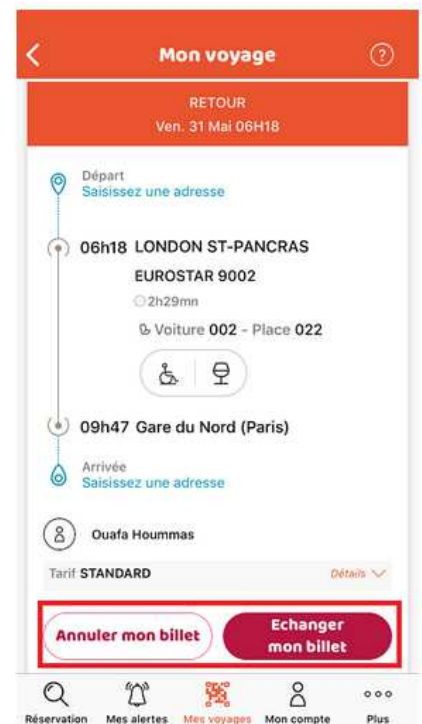 Mon voyage
?
RETOUR
Ven. 31 Mai 06H18
Départ
Saisissez une adresse
06h18 LONDON ST-PANCRAS
EUROSTAR 9002
2h29mn
Voiture 002 - Place 022
09h47 Gare du Nord (Paris)
Arrivée
Saisissez une adresse
Ouafa Hoummas
Tarif STANDARD Détails
Annuler mon billet
Echanger
mon billet
Réservation Mes alertes Mes voyages Mon compte Plus